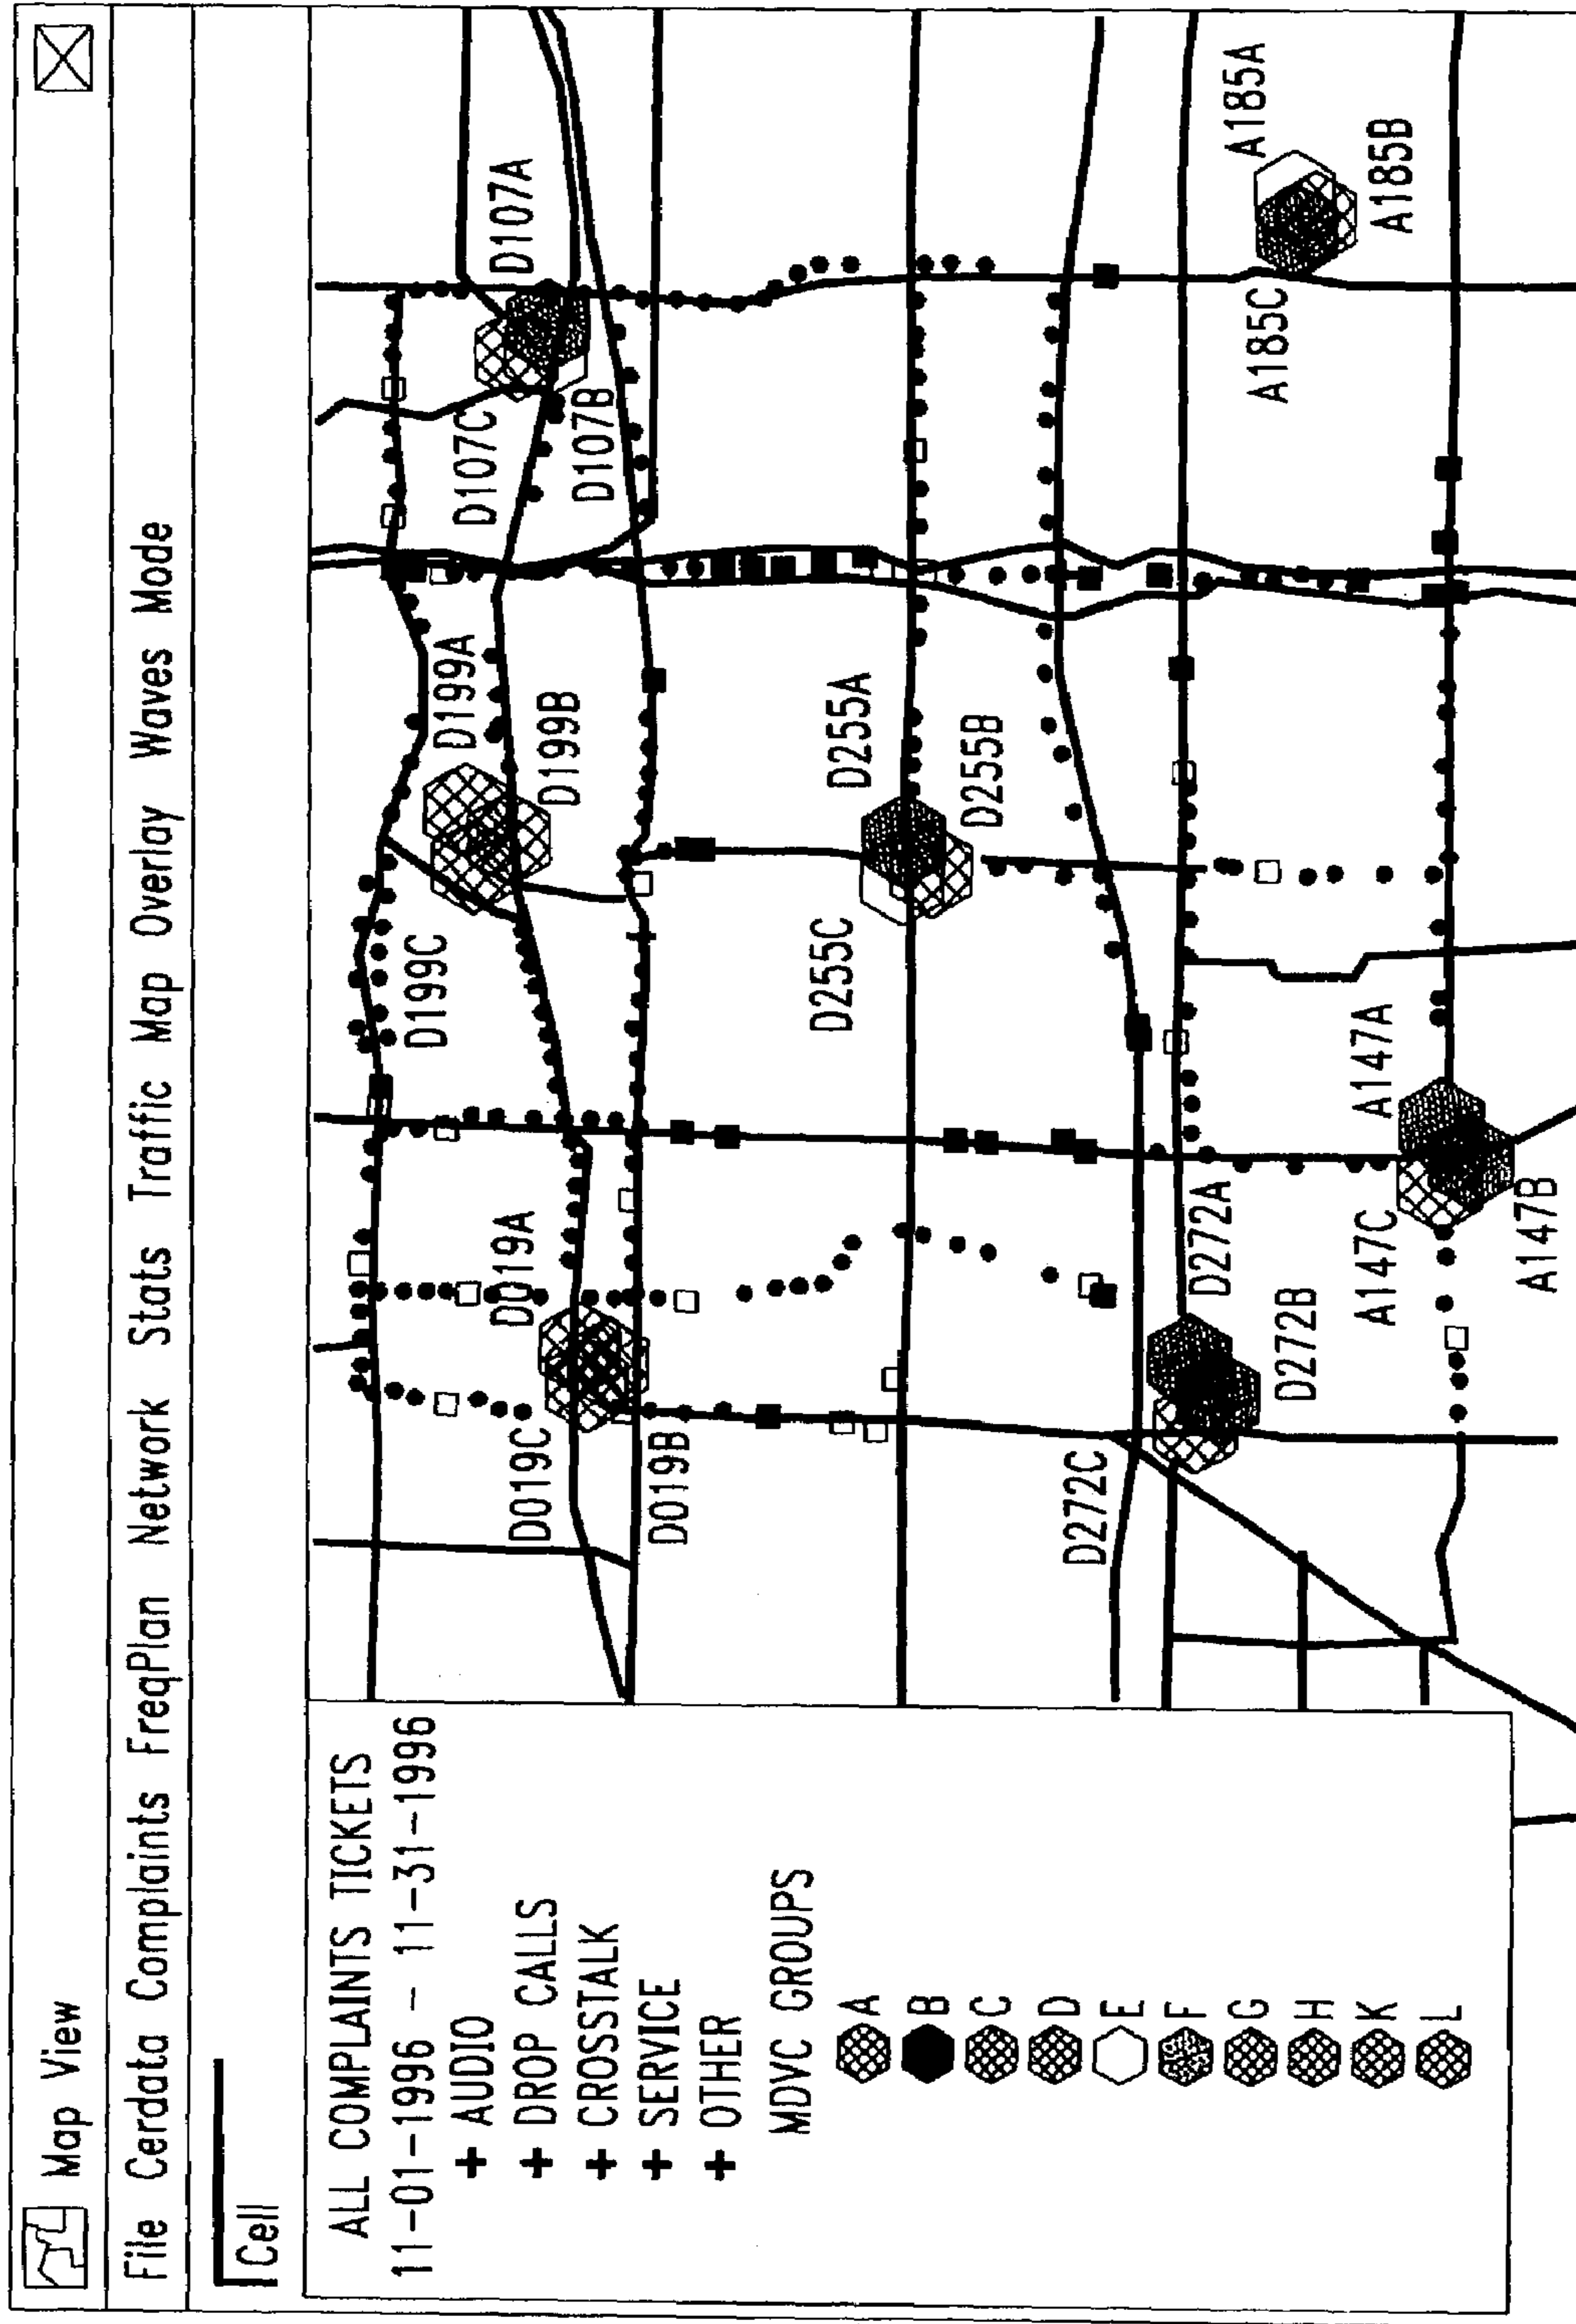 Map View
File Cerdata Complaints FreqPlan Network Stats Traffic Map Overlay Waves Mode
Cell
ALL COMPLAINTS TICKETS
11-01-1996 - 11-31-1996
+ AUDIO
+ DROP CALLS
+ CROSSTALK
+ SERVICE
+ OTHER
MDVC GROUPS
A
B
C
D
E
F
G
H
K
L
D199C
D199A
D107C
D107A
D019C
D019A
D199B
D107B
D019B
D255C
D255A
D255B
D272C
D272A
D272B
A147C
A147A
A147B
A185C
A185A
A185B